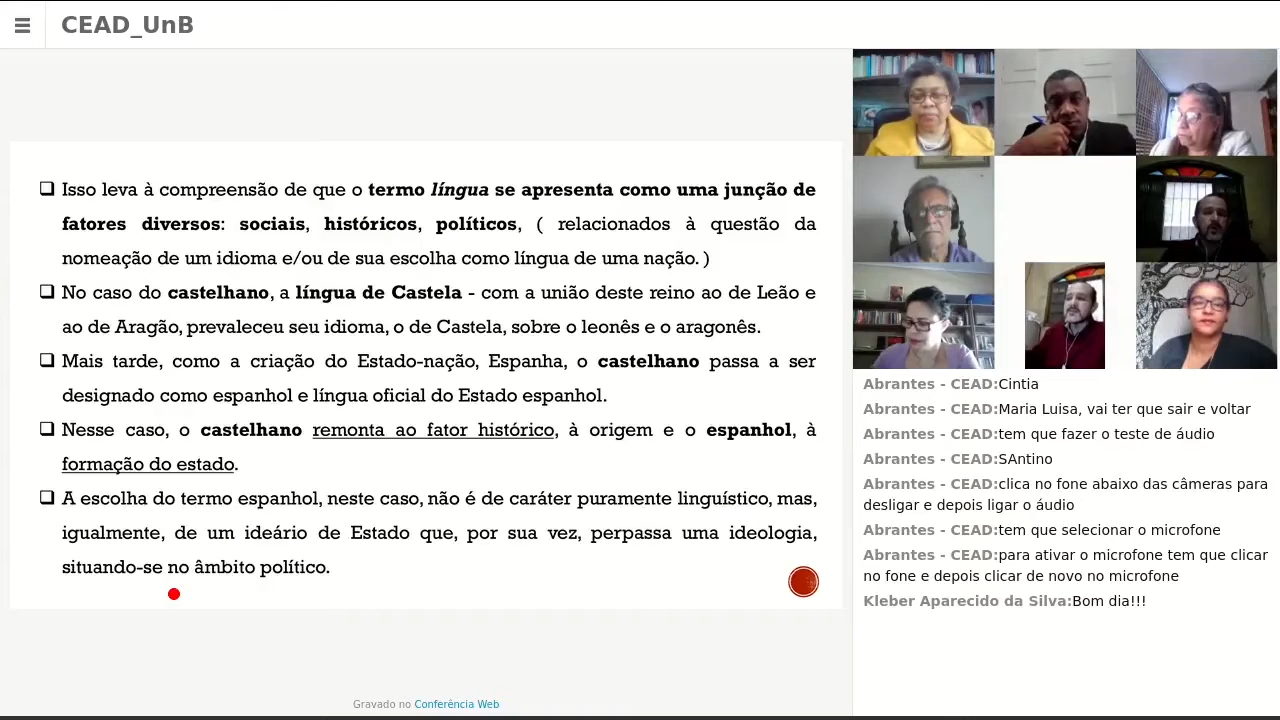 CEAD_UnB
❑ Isso leva à compreensão de que o termo língua se apresenta como uma junção de
fatores diversos: sociais, históricos, políticos, ( relacionados à questão da
nomeação de um idioma e/ou de sua escolha como língua de uma nação. )
❑ No caso do castelhano, a língua de Castela - com a união deste reino ao de Leão e
ao de Aragão, prevaleceu seu idioma, o de Castela, sobre o leonês e o aragonês.
❑ Mais tarde, como a criação do Estado-nação, Espanha, o castelhano passa a ser
designado como espanhol e língua oficial do Estado espanhol.
❑ Nesse caso, o castelhano remonta ao fator histórico, à origem e o espanhol, à
formação do estado.
❑ A escolha do termo espanhol, neste caso, não é de caráter puramente linguístico, mas,
igualmente, de um ideário de Estado que, por sua vez, perpassa uma ideologia,
situando-se no âmbito político.
Gravado no Conferência Web
Abrantes - CEAD:Cintia
Abrantes - CEAD:Maria Luisa, vai ter que sair e voltar
Abrantes - CEAD:tem que fazer o teste de áudio
Abrantes - CEAD:SAntino
Abrantes - CEAD:clica no fone abaixo das câmeras para
desligar e depois ligar o áudio
Abrantes - CEAD:tem que selecionar o microfone
Abrantes - CEAD:para ativar o microfone tem que clicar
no fone e depois clicar de novo no microfone
Kleber Aparecido da Silva:Bom dia!!!